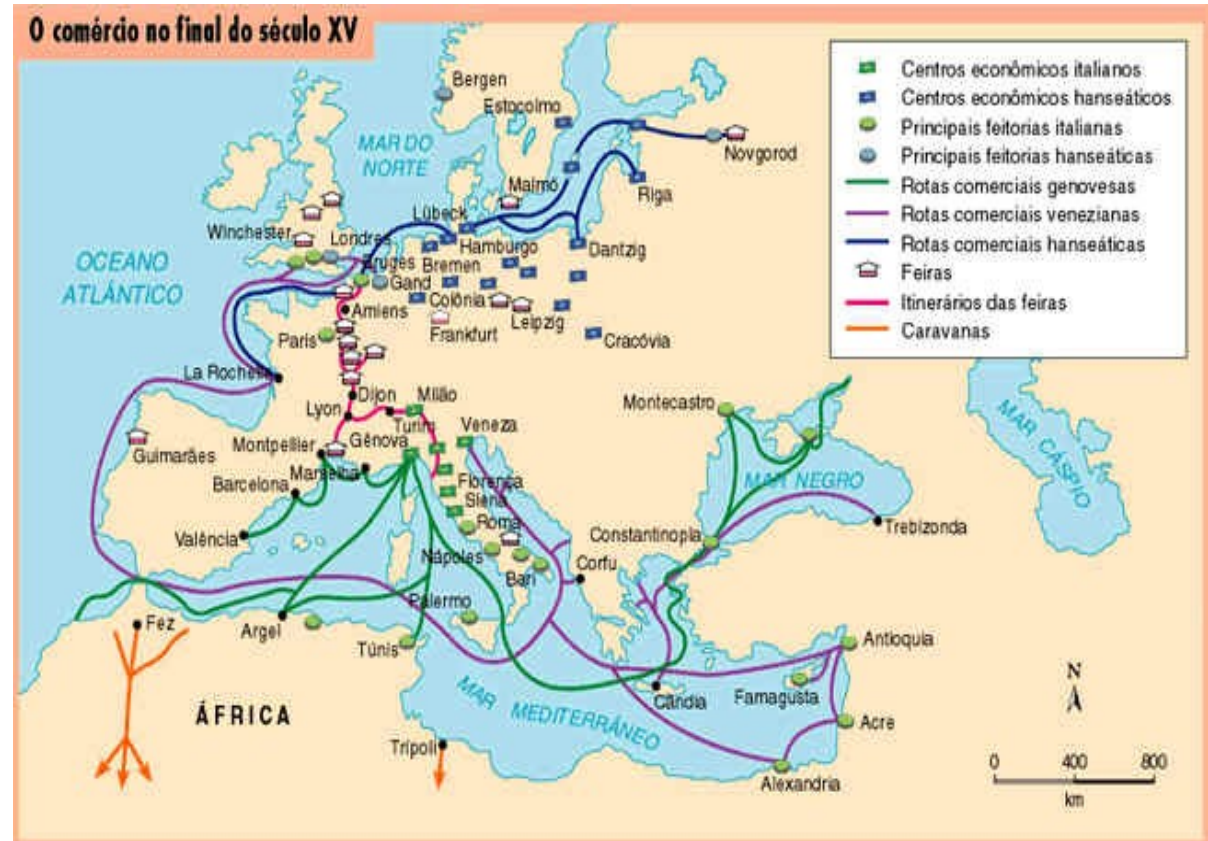 O comércio no final do século XV
Centros econômicos italianos
Centros econômicos hanseáticos
Principais feitorias italianas
Principais feitorias hanseáticas
Rotas comerciais genovesas
Rotas comerciais venezianas
Rotas comerciais hanseáticas
Feiras
Itinerários das feiras
Caravanas
Bergen
Estocolmo
Novgorod
MAR DO
NORTE
Malmö
Riga
Lübeck
Winchester
Londres
Hamburgo
Dantzig
OCEANO
ATLÁNTICO
Bruges
Bremen
Gand
Colônia
Amiens
Leipzig
Frankfurt
Paris
Cracóvia
La Rochelle
Dijon
Milão
Lyon
Turim
Montecastro
Veneza
Montpellier
Gênova
Guimarães
MAR CÁSPIO
Marselha
Florença
MAR NEGRO
Barcelona
Siena
Roma
Trebizonda
Valência
Constantinopla
Nápoles
Corfu
Bari
Palermo
Fez
Argel
Antioquia
Túnis
N
Cândia
Famagusta
ÁFRICA
MAR MEDITERRÁNEO
Acre
Trípoli
0 400 800
km
Alexandria